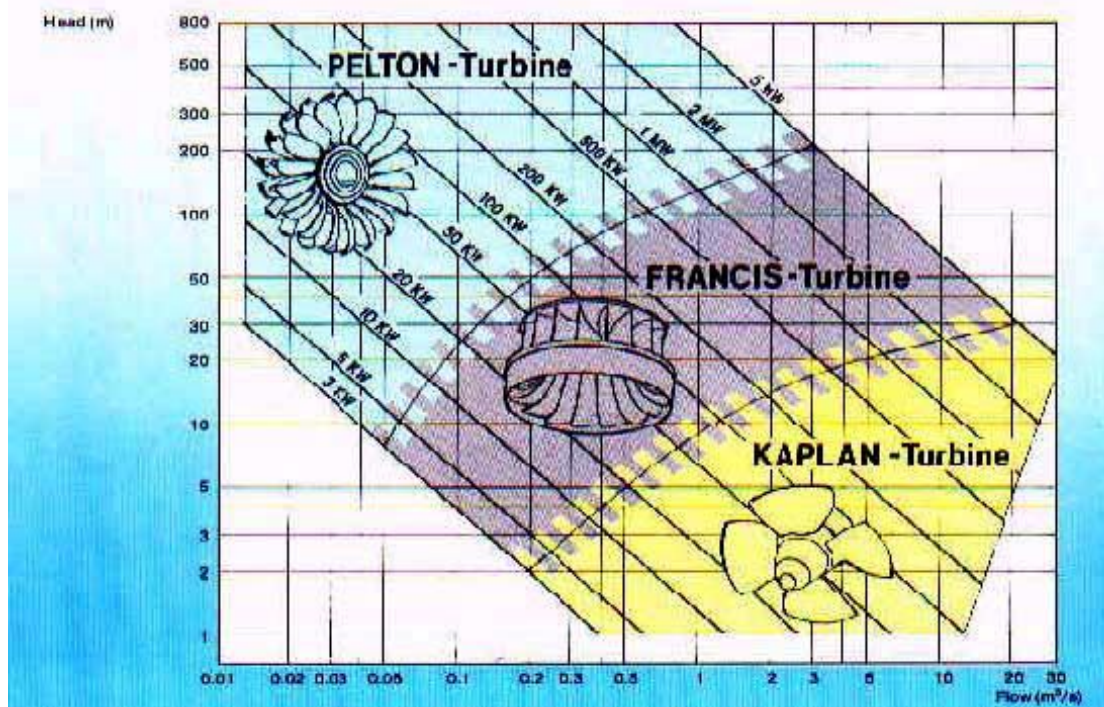 Head (m)
800
500
300
200
100
50
30
20
10
5
3
2
1
PELTON - Turbine
FRANCIS - Turbine
KAPLAN - Turbine
5 KW
2 MW
1 MW
500 KW
200 KW
100 KW
50 KW
20 KW
10 KW
5 KW
3 KW
0.01 0.02 0.03 0.05 0.1 0.2 0.3 0.5 1 2 3 5 10 20 30
Flow (m³/s)